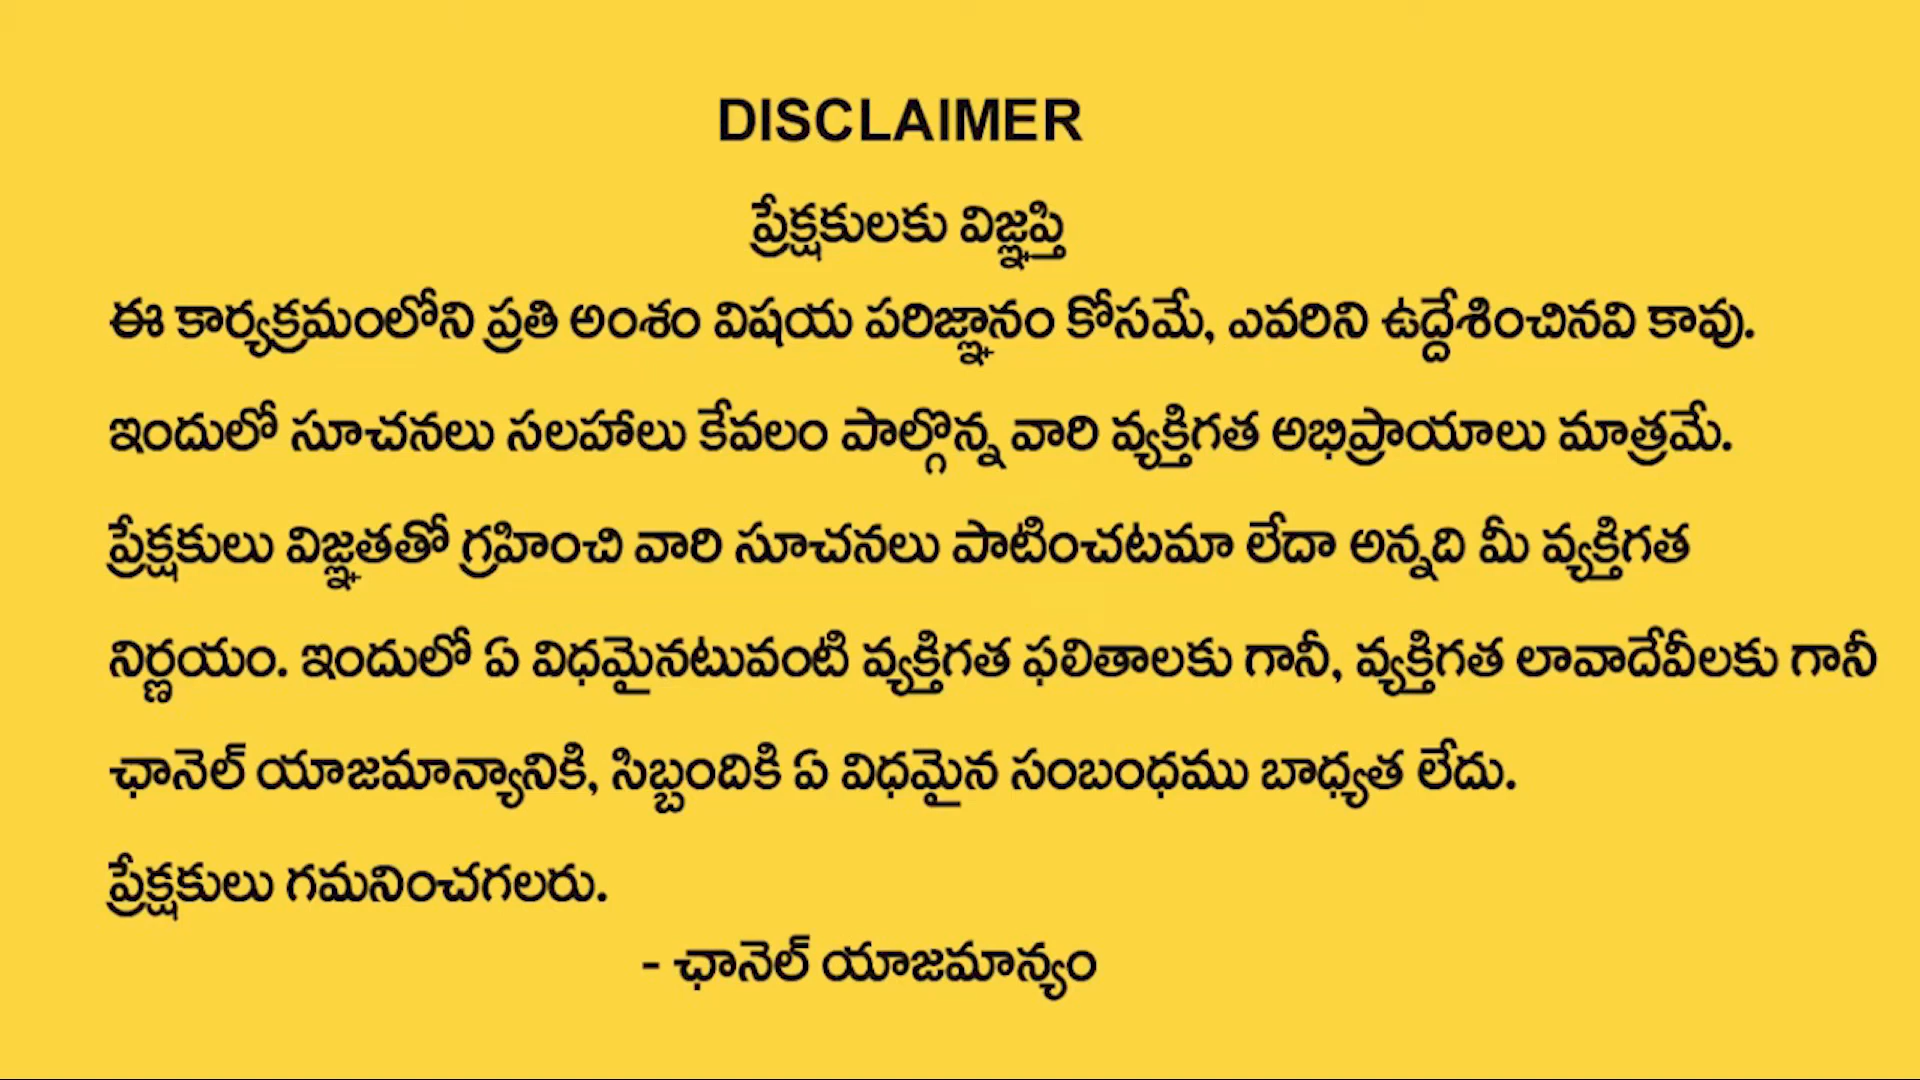 DISCLAIMER
ప్రేక్షకులకు విజ్ఞప్తి
ఈ కార్యక్రమంలోని ప్రతి అంశం విషయ పరిజ్ఞానం కోసమే, ఎవరిని ఉద్దేశించినవి కావు.
ఇందులో సూచనలు సలహాలు కేవలం పాల్గొన్న వారి వ్యక్తిగత అభిప్రాయాలు మాత్రమే.
ప్రేక్షకులు విజ్ఞతతో గ్రహించి వారి సూచనలు పాటించటమా లేదా అన్నది మీ వ్యక్తిగత
నిర్ణయం. ఇందులో ఏ విధమైనటువంటి వ్యక్తిగత ఫలితాలకు గానీ, వ్యక్తిగత లావాదేవీలకు గానీ
ఛానెల్ యాజమాన్యానికి, సిబ్బందికి ఏ విధమైన సంబంధము బాధ్యత లేదు.
ప్రేక్షకులు గమనించగలరు.
- ఛానెల్ యాజమాన్యం